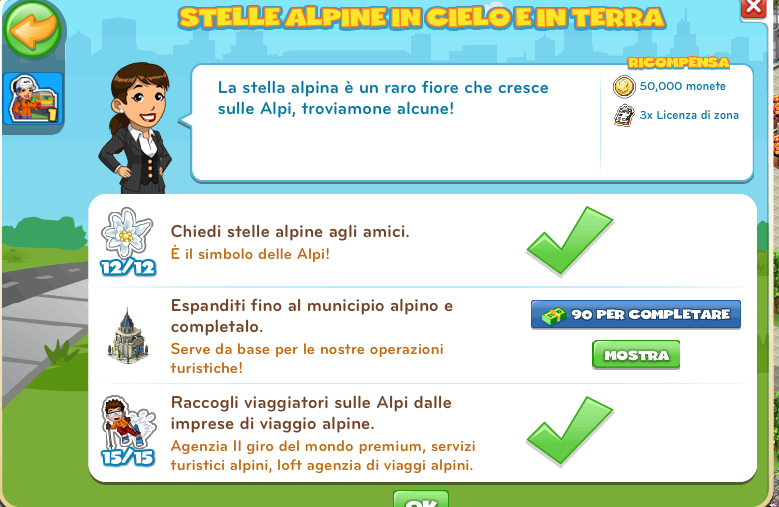 STELLE ALPINE IN CIELO E IN TERRA
La stella alpina è un raro fiore che cresce
sulle Alpi, troviamone alcune!
RICOMPENSA
50,000 monete
3x Licenza di zona
1
Chiedi stelle alpine agli amici.
È il simbolo delle Alpi!
12/12
Espanditi fino al municipio alpino e
completalo.
Serve da base per le nostre operazioni
turistiche!
90 PER COMPLETARE
MOSTRA
Raccogli viaggiatori sulle Alpi dalle
imprese di viaggio alpine.
Agenzia Il giro del mondo premium, servizi
turistici alpini, loft agenzia di viaggi alpini.
15/15
OK